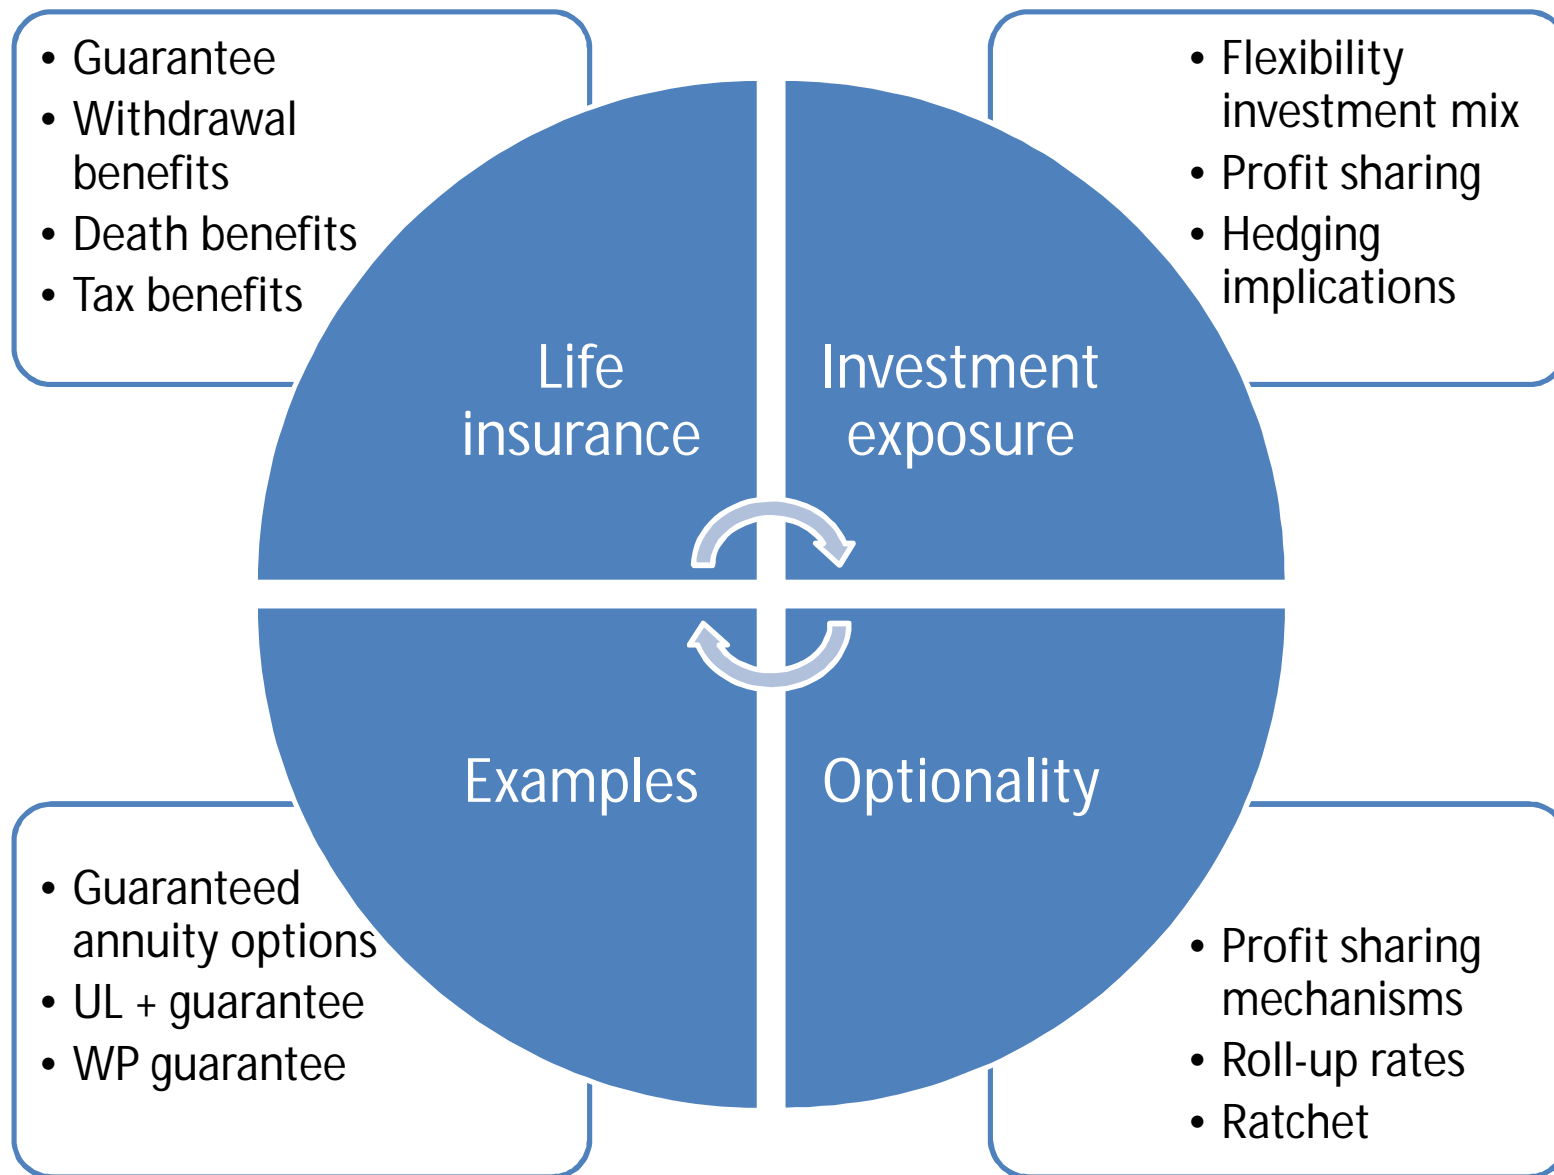 • Guarantee
• Withdrawal
benefits
• Death benefits
• Tax benefits
• Flexibility
investment mix
• Profit sharing
• Hedging
implications
Life
insurance
Investment
exposure
Examples
Optionality
• Guaranteed
annuity options
• UL + guarantee
• WP guarantee
• Profit sharing
mechanisms
• Roll-up rates
• Ratchet